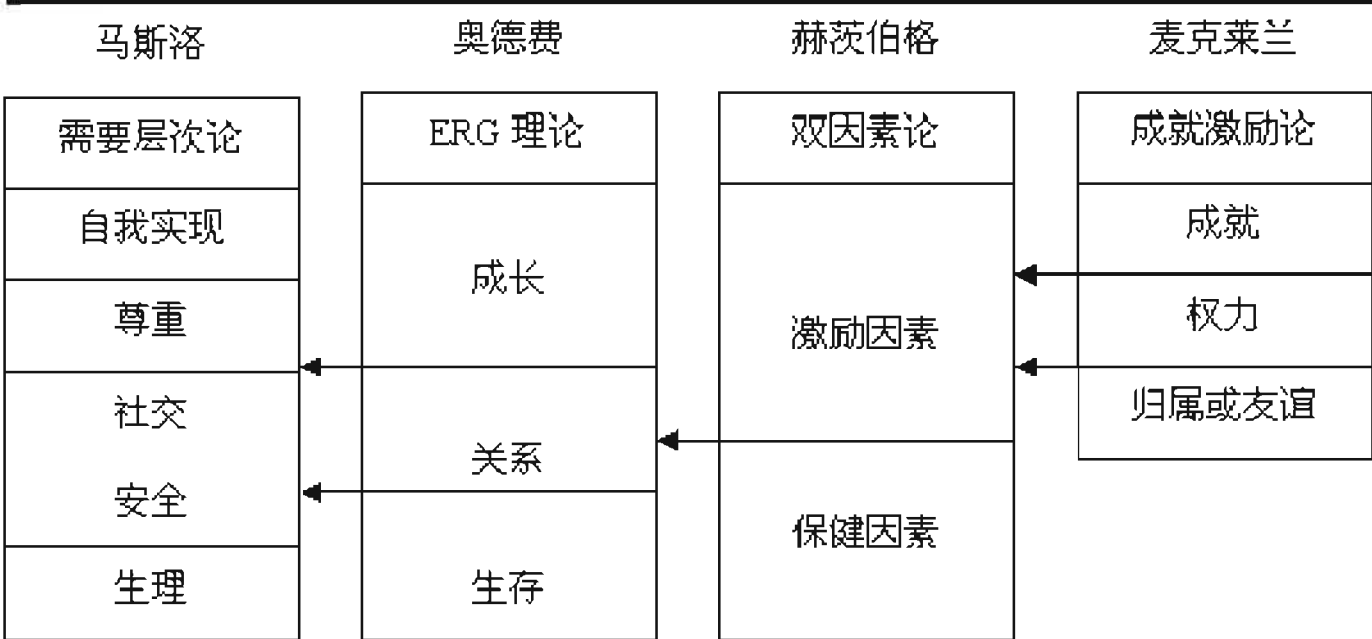 马斯洛
奥德费
赫茨伯格
麦克莱兰
需要层次论
ERG 理论
双因素论
成就激励论
自我实现
尊重
社交
安全
生理
成长
关系
生存
激励因素
保健因素
成就
权力
归属或友谊